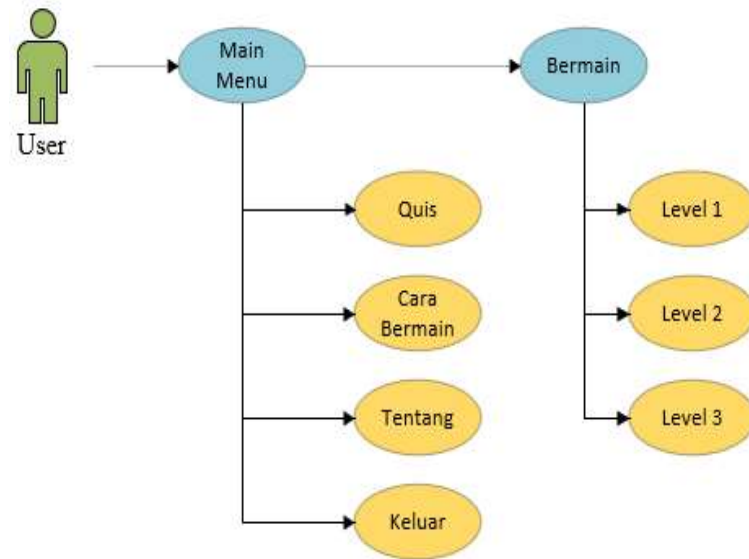 Main
Menu
Bermain
User
Quis
Level 1
Cara
Bermain
Level 2
Tentang
Level 3
Keluar